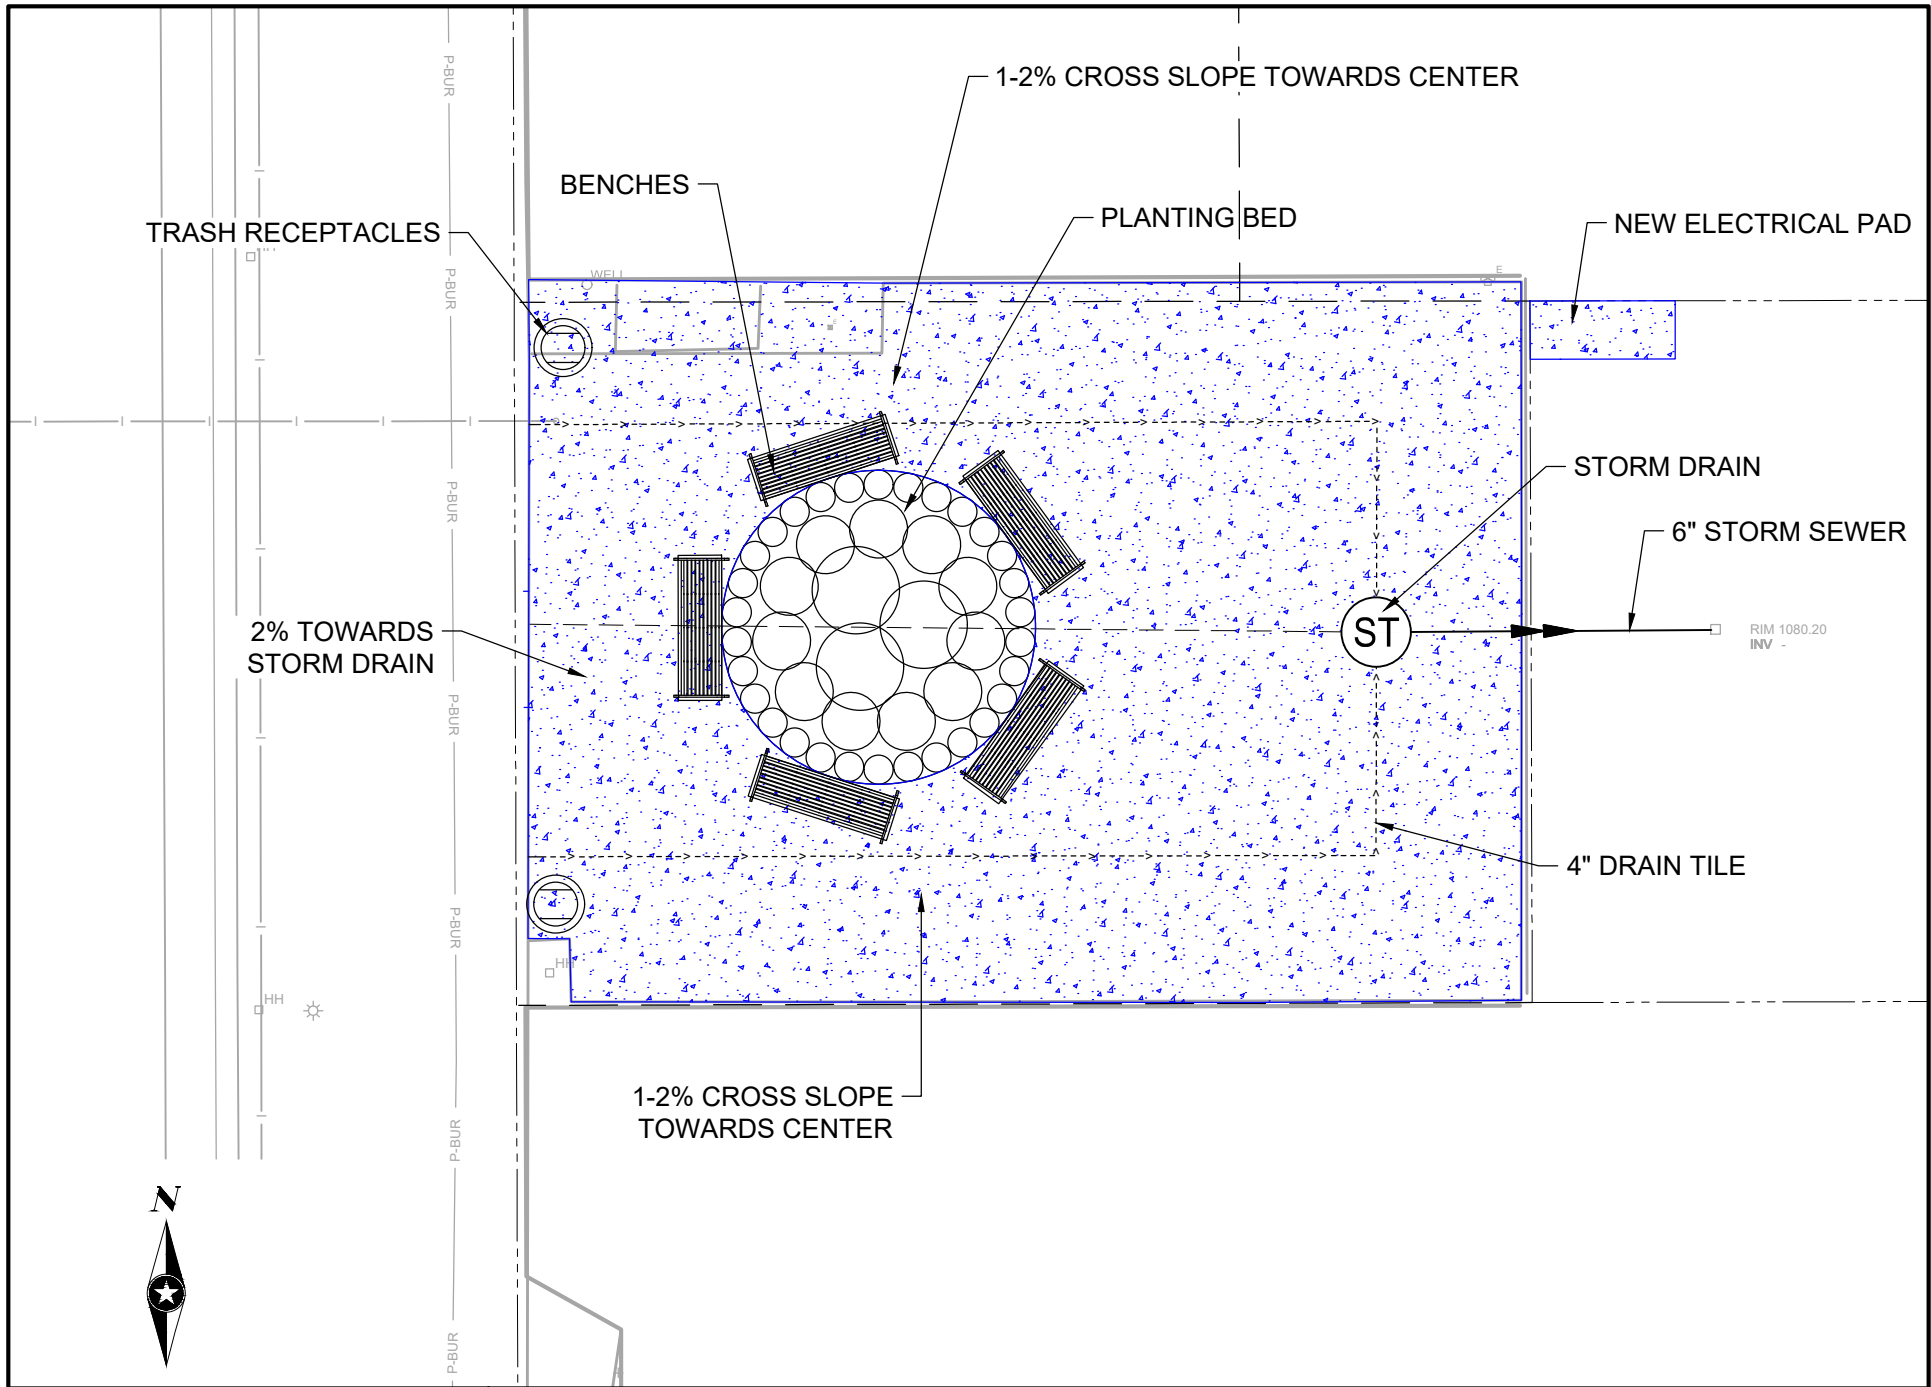 P-BUR
1-2% CROSS SLOPE TOWARDS CENTER
BENCHES
PLANTING BED
TRASH RECEPTACLES
NEW ELECTRICAL PAD
P-BUR
WELL
E
E
STORM DRAIN
P-BUR
6" STORM SEWER
ST
2% TOWARDS
STORM DRAIN
RIM 1080.20
INV -
P-BUR
4" DRAIN TILE
P-BUR
HH
HH
1-2% CROSS SLOPE
TOWARDS CENTER
P-BUR
N
P-BUR